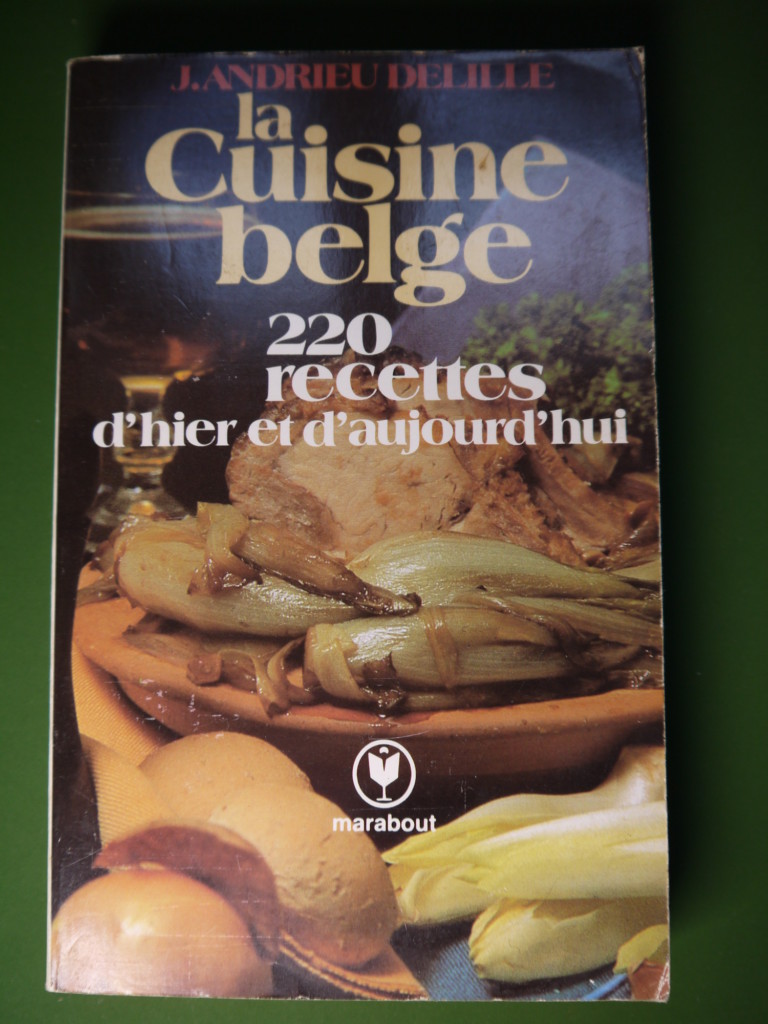 J. ANDRIEU DELILLE
la
Cuisine
belge
220
recettes
d'hier et d'aujourd'hui
marabout